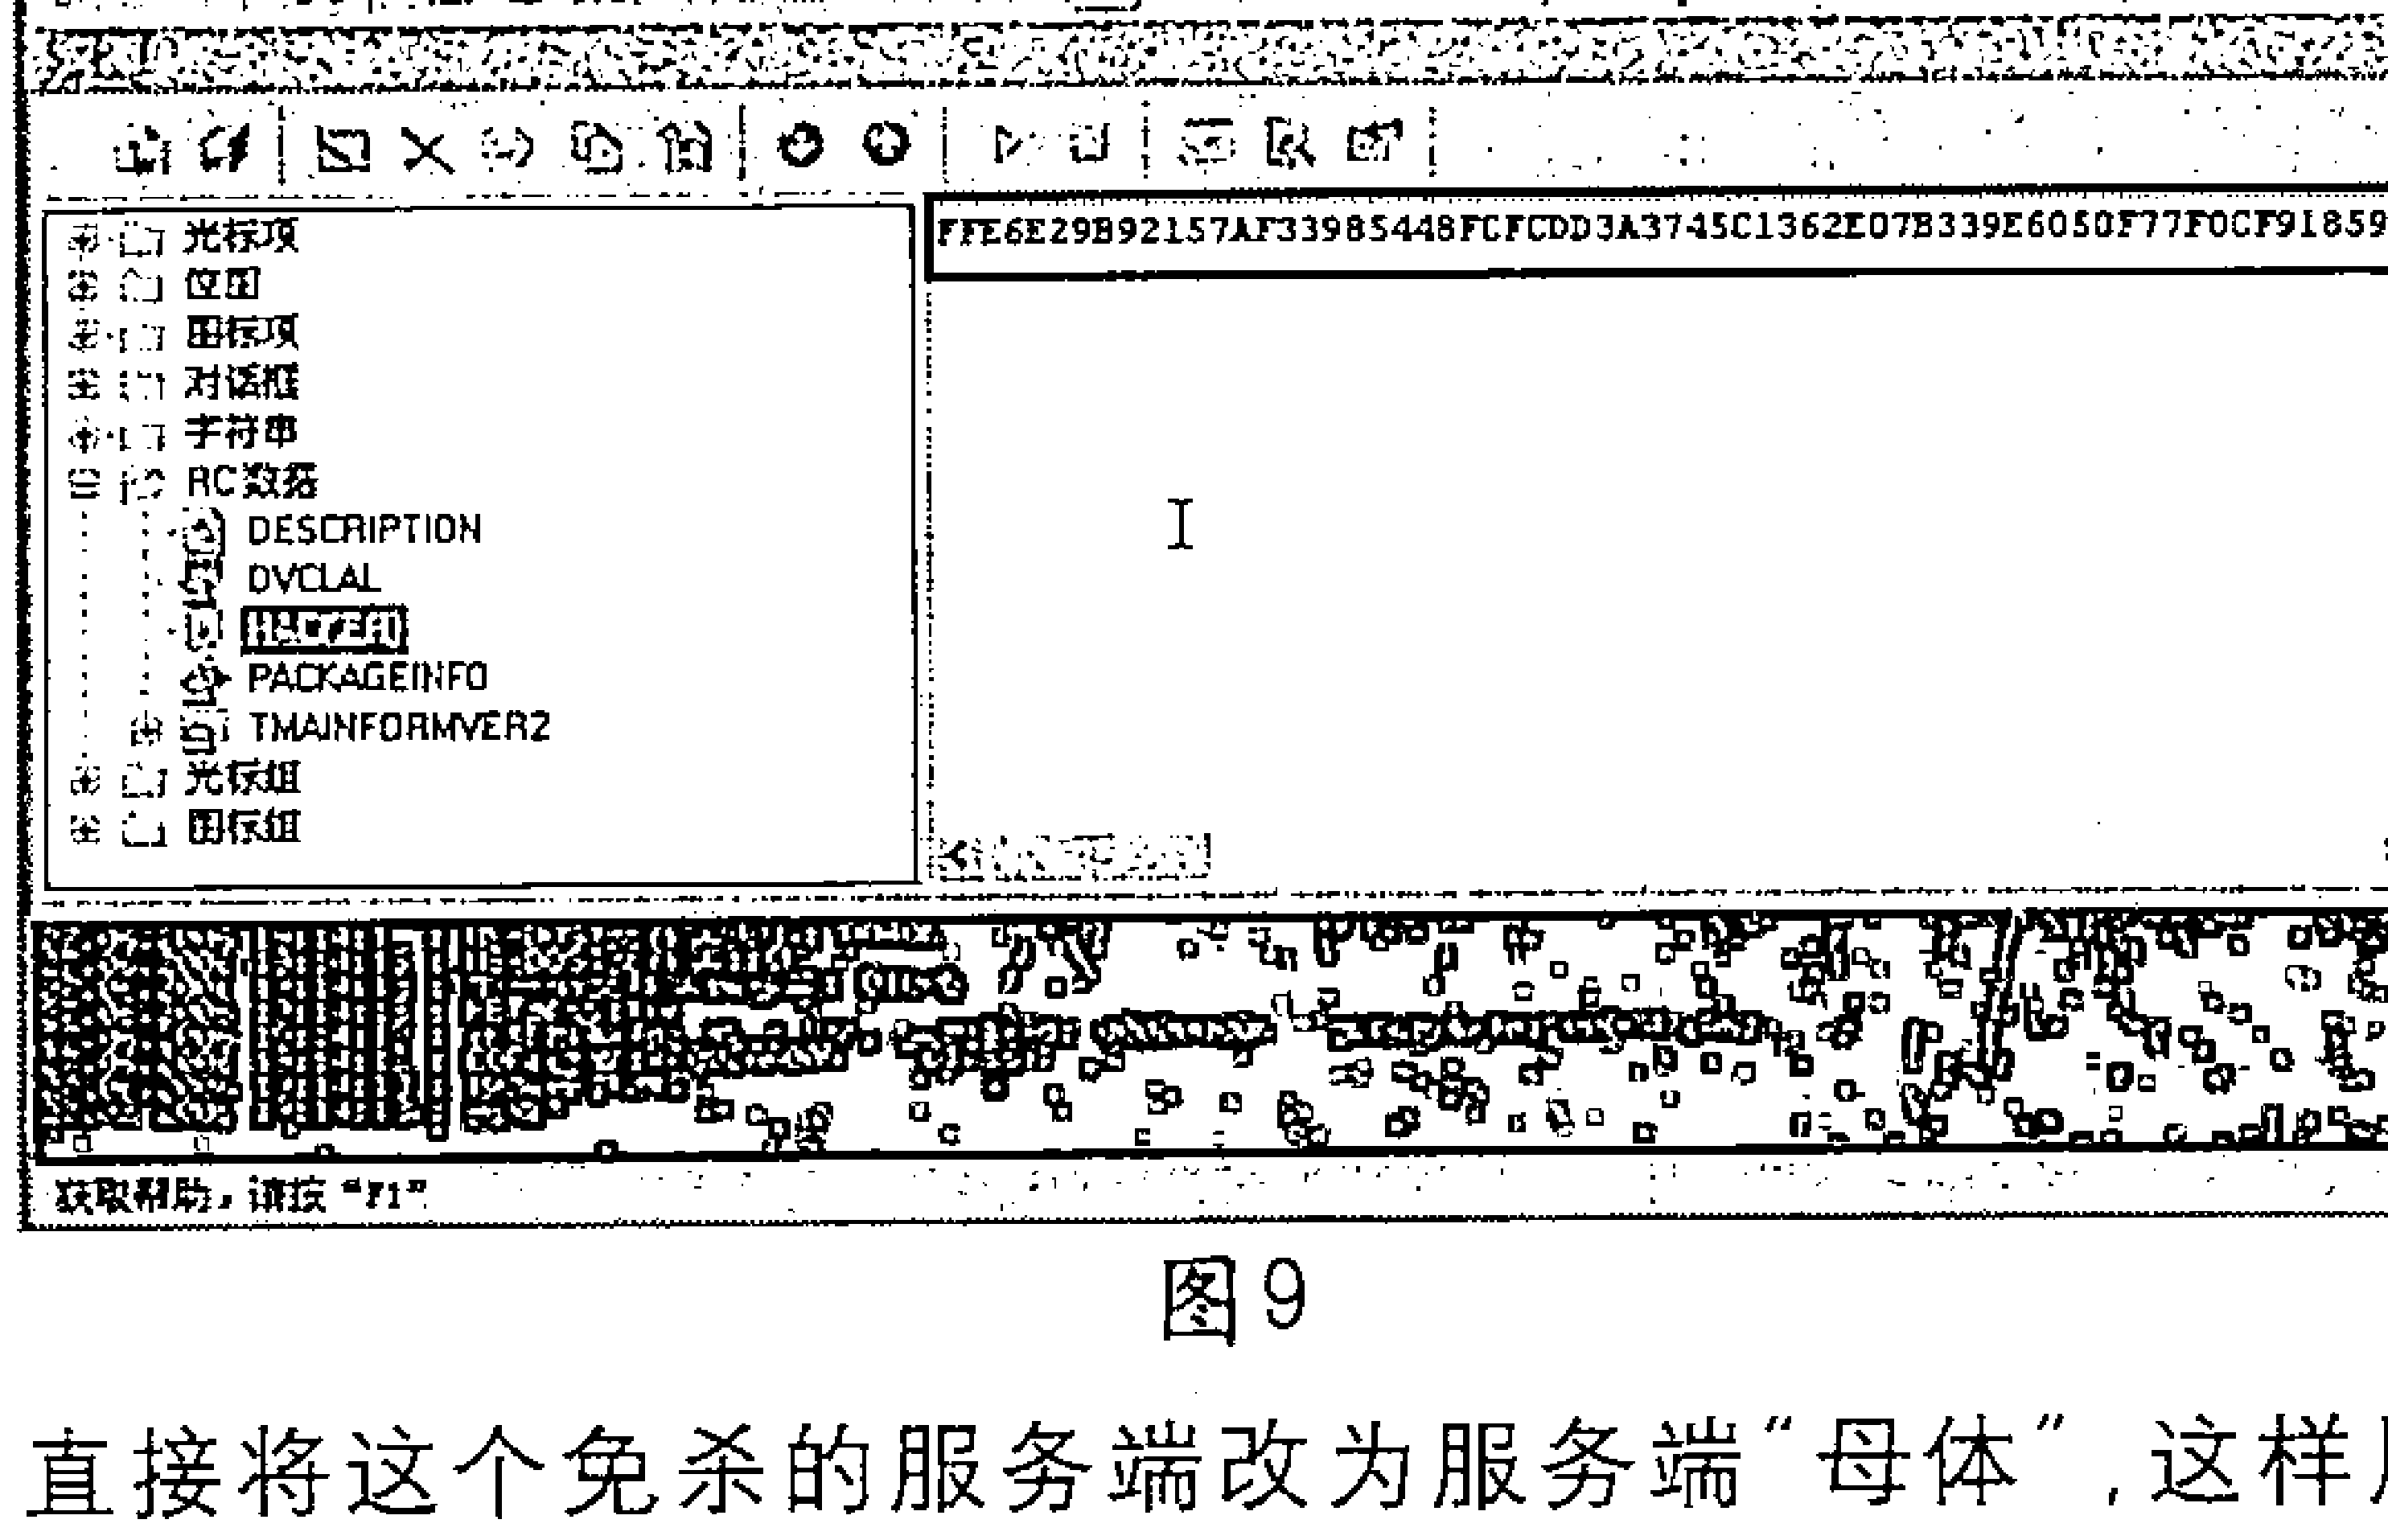 FFE6E29B92157AF33985448FCFCDD3A3745C1362E07B339E6050F77F0CF91859
光标项
位图
图标项
对话框
字符串
RC数据
DESCRIPTION
DVCLAL
PACKAGEINFO
TMAINFORMVER2
光标组
图标组
获取帮助，请按“F1”
图9
直接将这个免杀的服务端改为服务端“母体”,这样